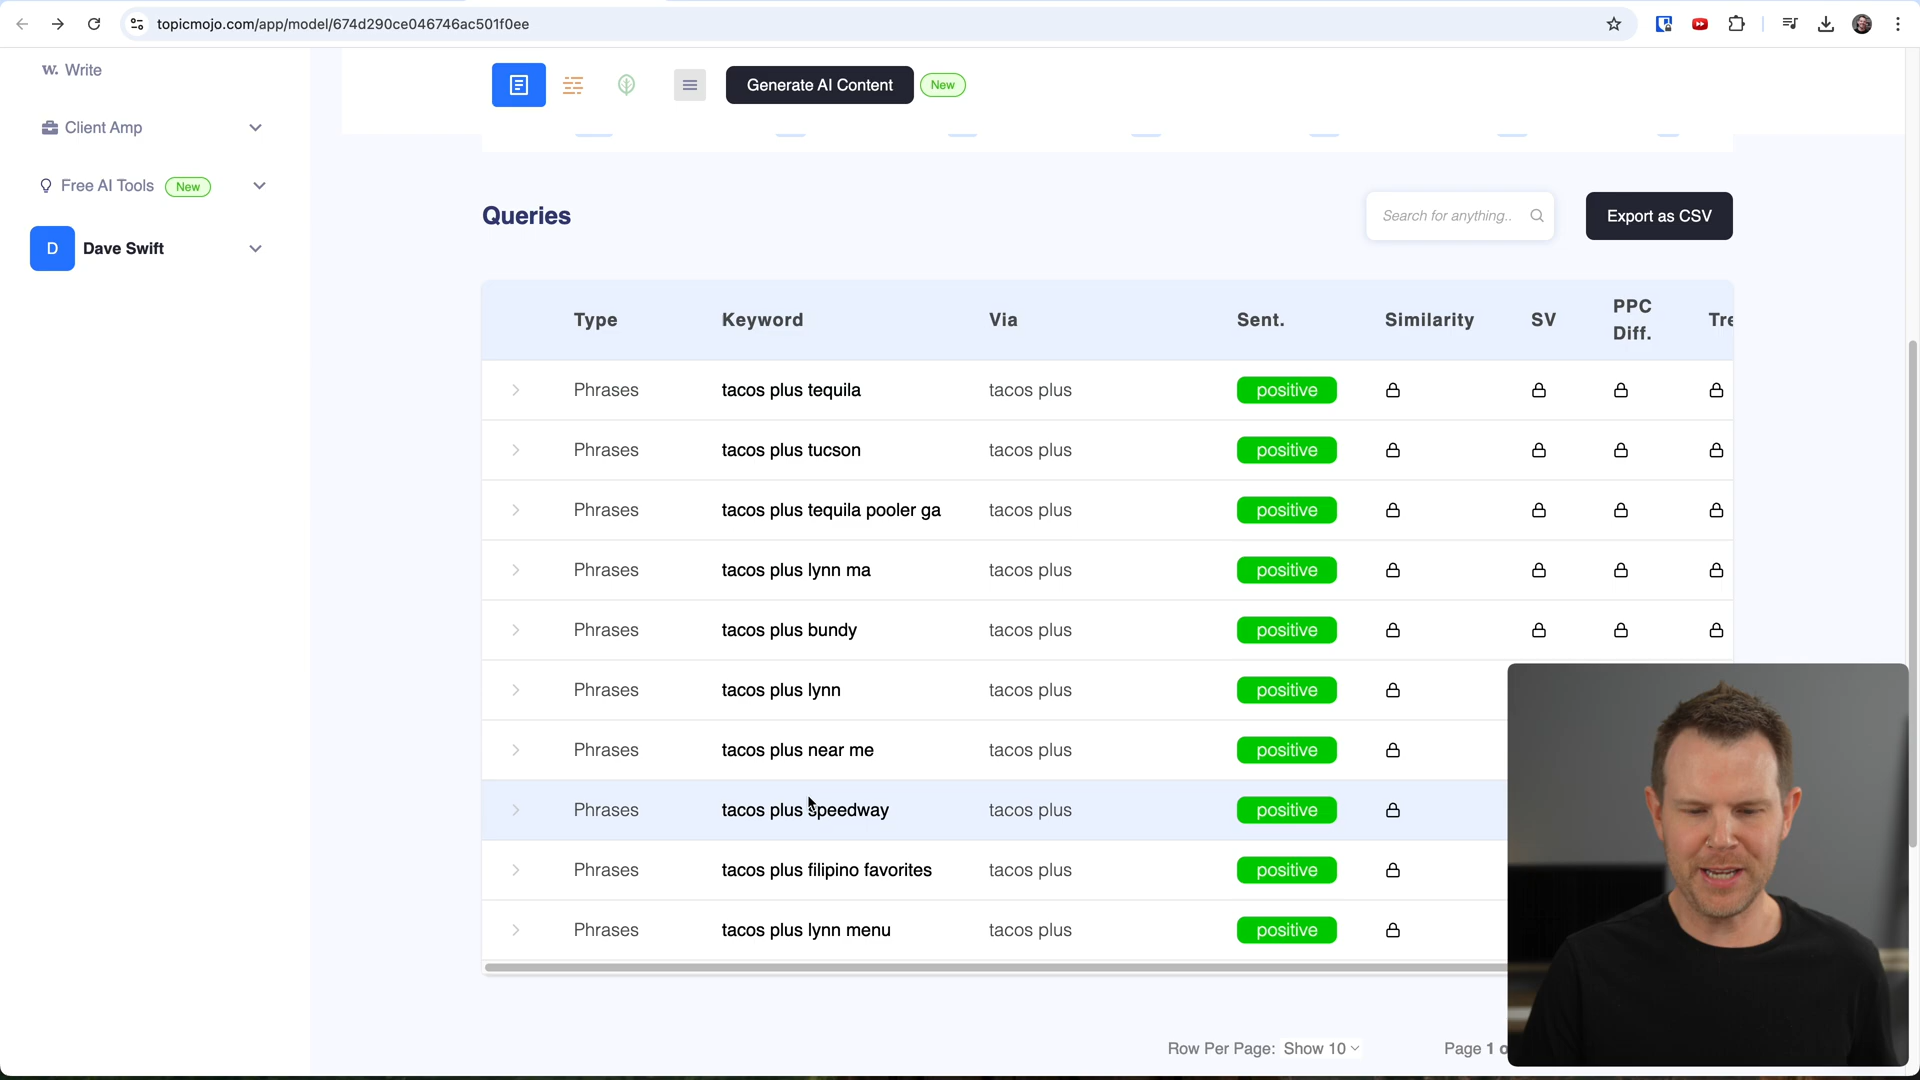 topicmojo.com/app/model/674d290ce046746ac501f0ee
w. Write
Client Amp
Free AI Tools New
D Dave Swift
Generate AI Content New
Queries
Search for anything..
Export as CSV
Type Keyword Via Sent. Similarity SV PPC Diff. Tre
Phrases tacos plus tequila tacos plus positive
Phrases tacos plus tucson tacos plus positive
Phrases tacos plus tequila pooler ga tacos plus positive
Phrases tacos plus lynn ma tacos plus positive
Phrases tacos plus bundy tacos plus positive
Phrases tacos plus lynn tacos plus positive
Phrases tacos plus near me tacos plus positive
Phrases tacos plus speedway tacos plus positive
Phrases tacos plus filipino favorites tacos plus positive
Phrases tacos plus lynn menu tacos plus positive
Row Per Page: Show 10 Page 1